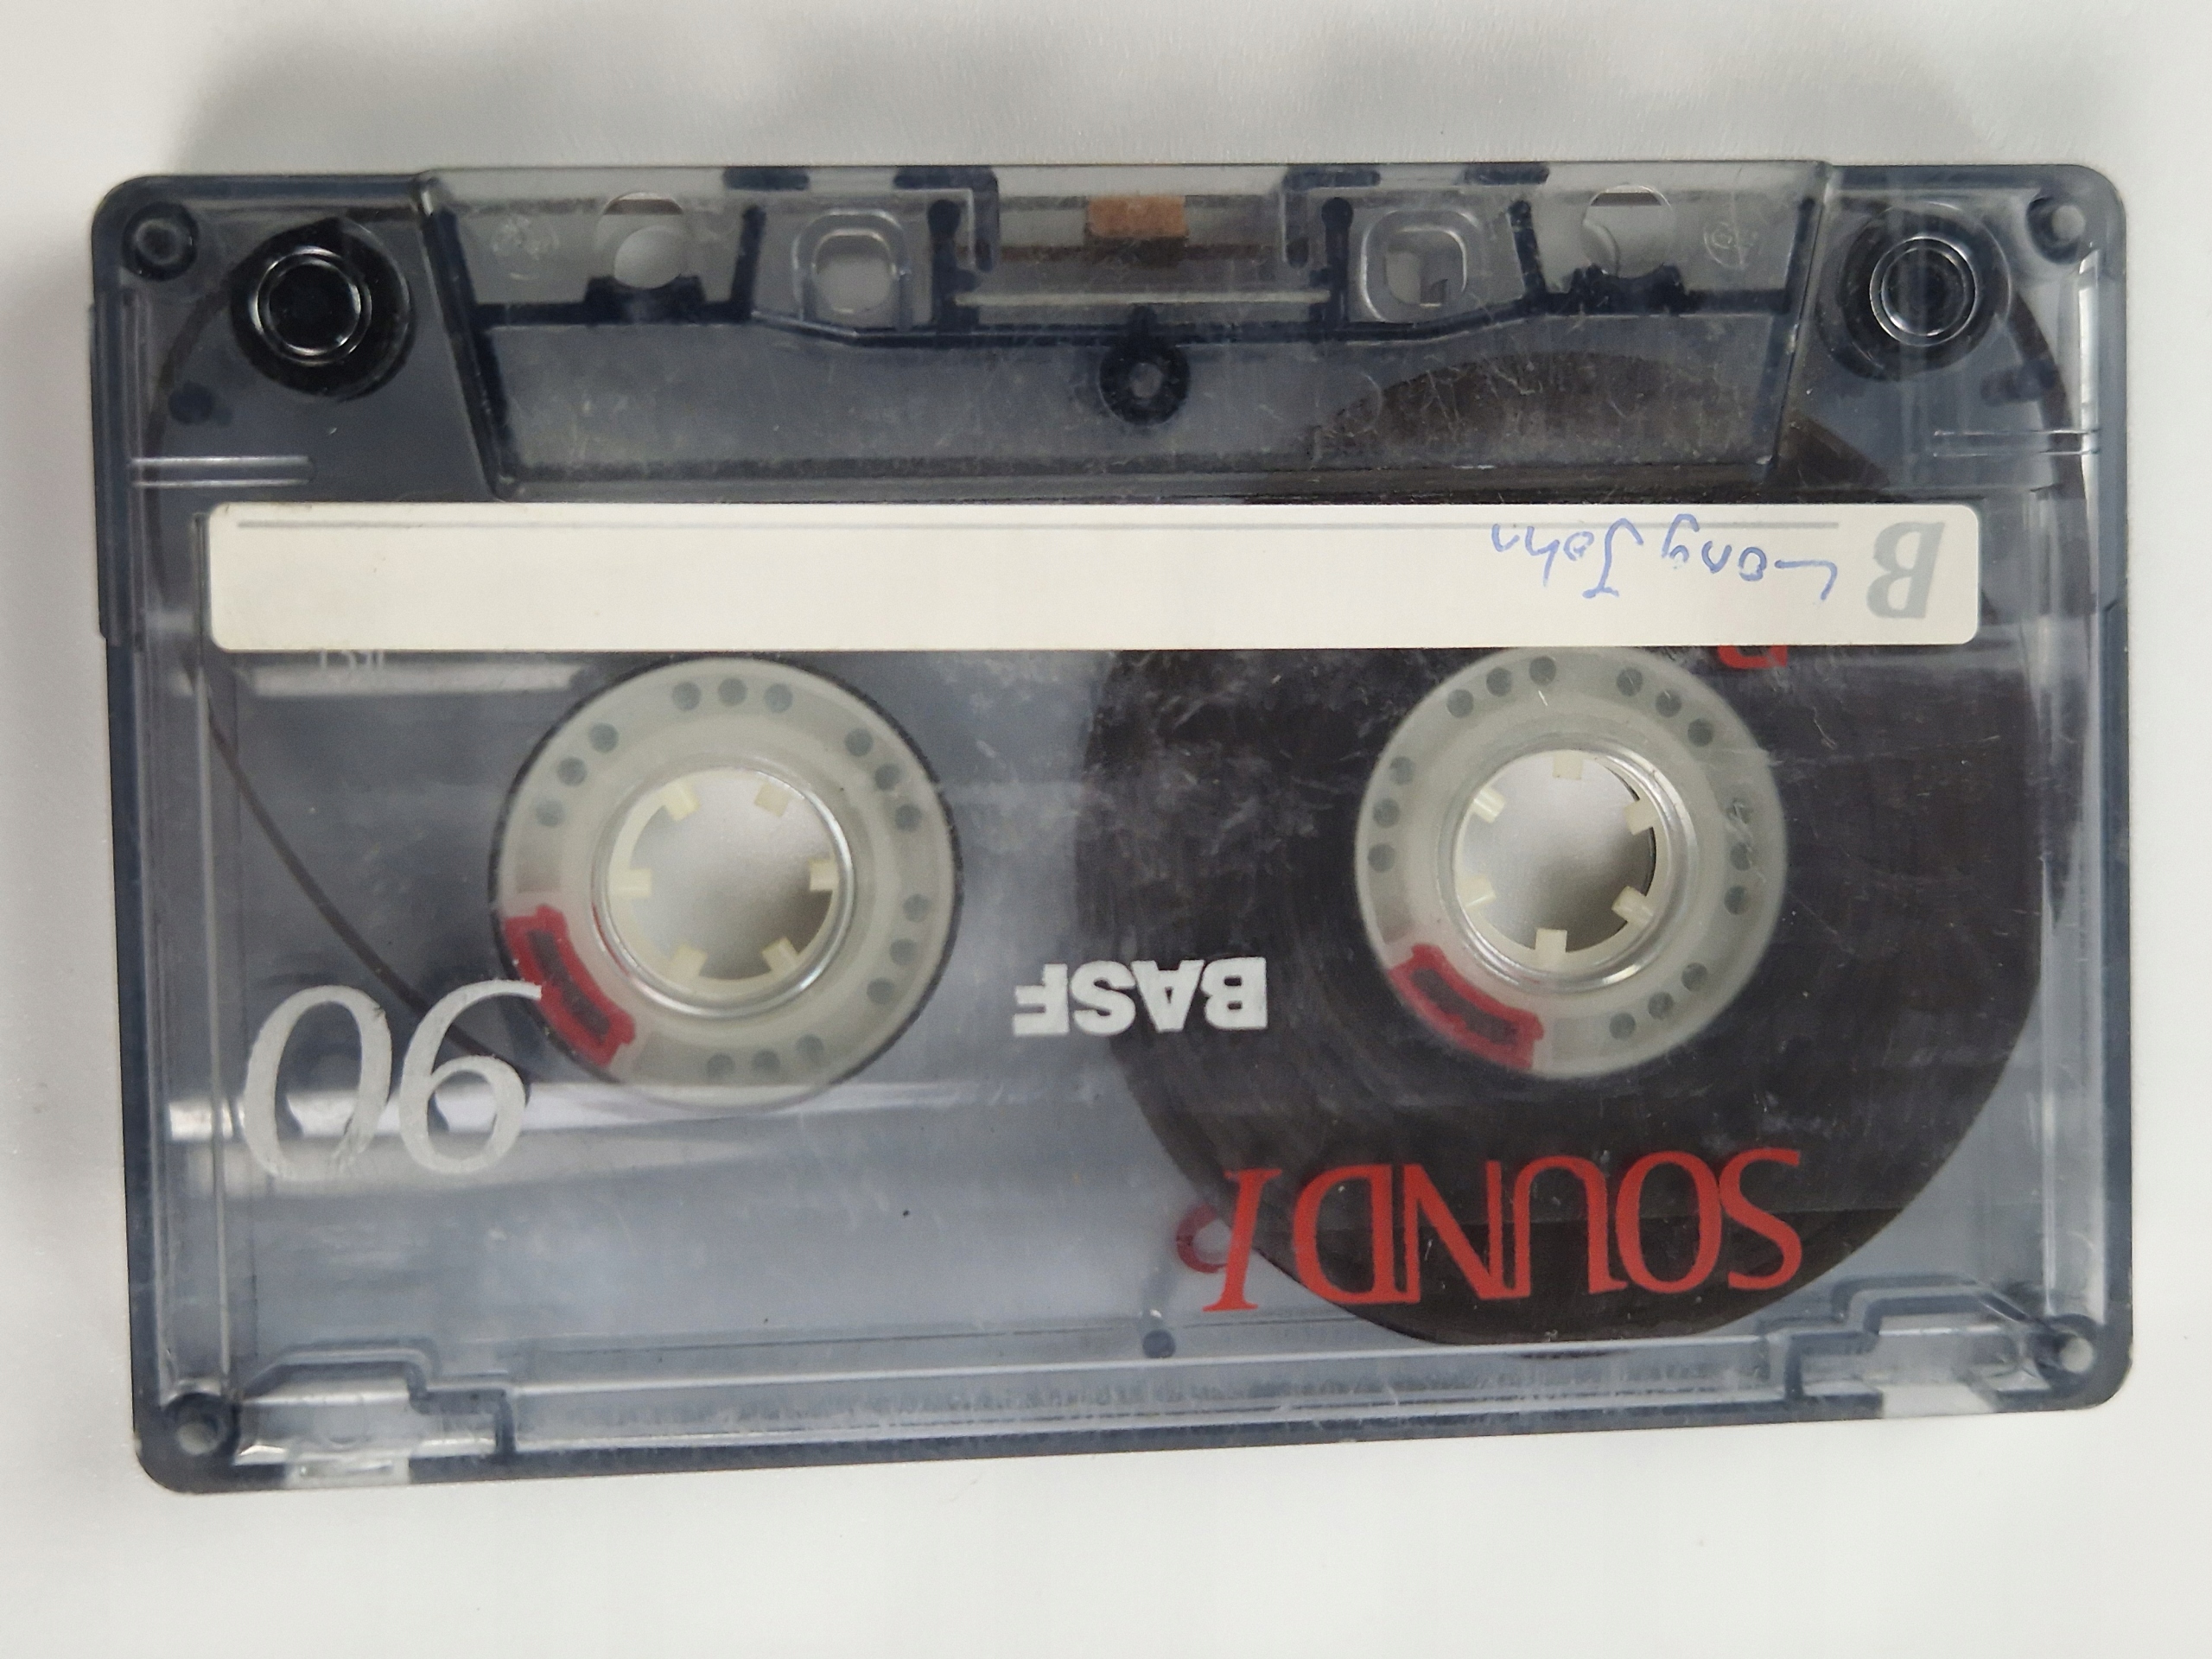 SOUND I
90
BASF
B Long John